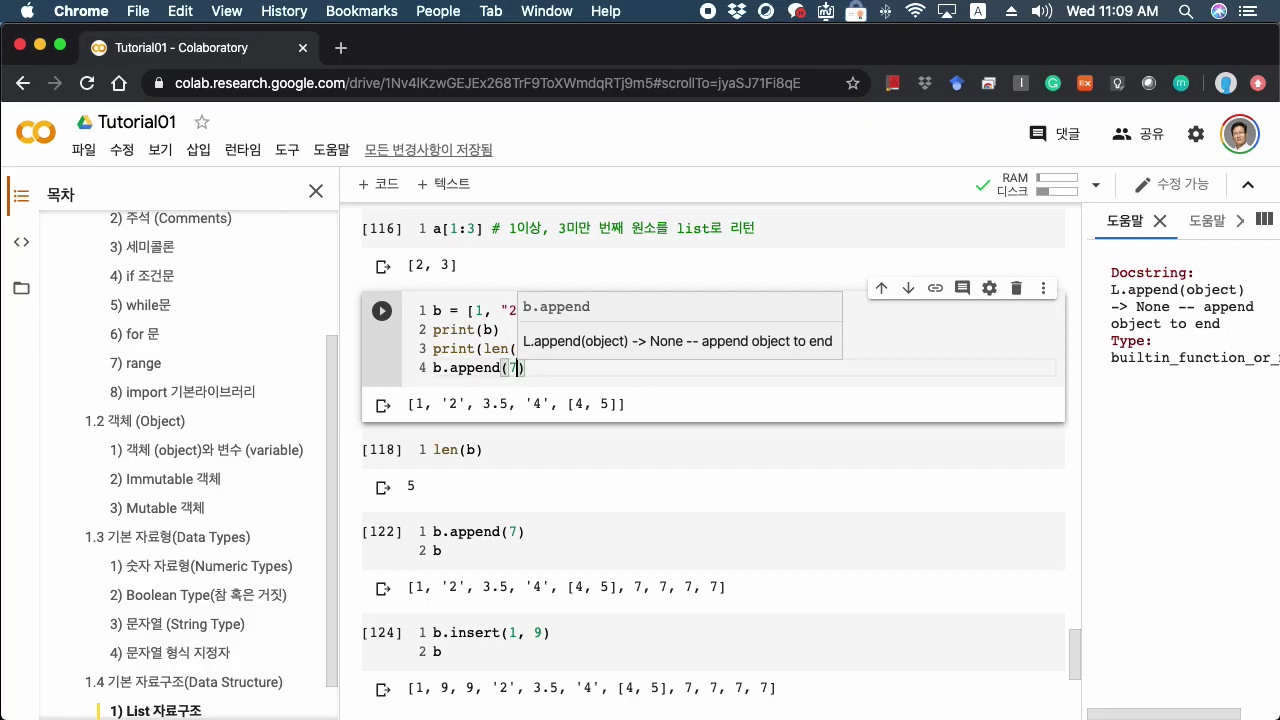 Chrome File Edit View History Bookmarks People Tab Window Help Wed 11:09 AM
Tutorial01 - Colaboratory
colab.research.google.com/drive/1Nv4lKzwGEJEx268TrF9ToXWmdqRTj9m5#scrollTo=jyaSJ71Fi8qE
Tutorial01
파일 수정 보기 삽입 런타임 도구 도움말 모든 변경사항이 저장됨
댓글 공유
목차
2) 주석 (Comments)
3) 세미콜론
4) if 조건문
5) while문
6) for 문
7) range
8) import 기본라이브러리
1.2 객체 (Object)
1) 객체 (object)와 변수 (variable)
2) Immutable 객체
3) Mutable 객체
1.3 기본 자료형(Data Types)
1) 숫자 자료형(Numeric Types)
2) Boolean Type(참 혹은 거짓)
3) 문자열 (String Type)
4) 문자열 형식 지정자
1.4 기본 자료구조(Data Structure)
1) List 자료구조
+ 코드 + 텍스트
RAM
디스크
수정 가능
[116] 1 a[1:3] # 1이상, 3미만 번째 원소를 list로 리턴
[2, 3]
1 b = [1, "2
2 print(b)
3 print(len(
4 b.append(7)
b.append
L.append(object) -> None -- append object to end
[1, '2', 3.5, '4', [4, 5]]
[118] 1 len(b)
5
[122] 1 b.append(7)
2 b
[1, '2', 3.5, '4', [4, 5], 7, 7, 7, 7]
[124] 1 b.insert(1, 9)
2 b
[1, 9, 9, '2', 3.5, '4', [4, 5], 7, 7, 7, 7]
도움말 도움말
Docstring:
L.append(object)
-> None -- append
object to end
Type:
builtin_function_or_